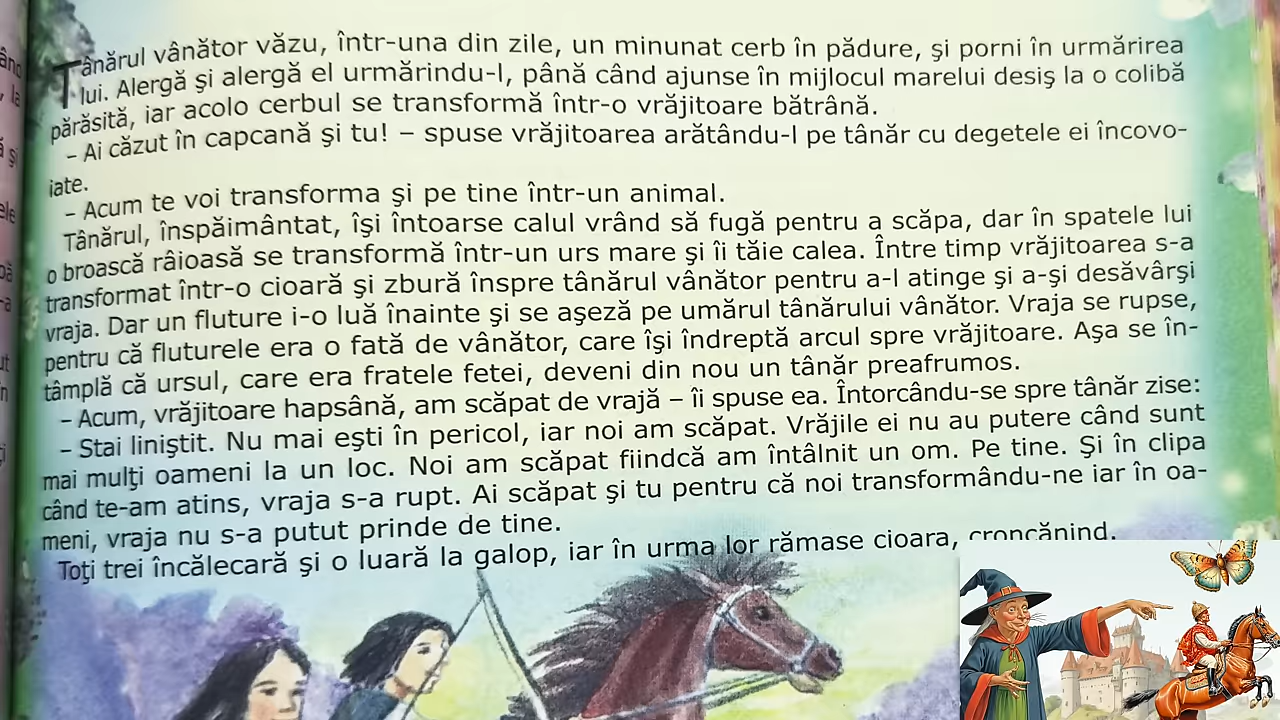 Tânărul vânător văzu, într-una din zile, un minunat cerb în pădure, şi porni în urmărirea
lui. Alergă şi alergă el urmărindu-l, până când ajunse în mijlocul marelui desiş la o colibă
părăsită, iar acolo cerbul se transformă într-o vrăjitoare bătrână.
– Ai căzut în capcană şi tu! – spuse vrăjitoarea arătându-l pe tânăr cu degetele ei încovo-
iate.
– Acum te voi transforma şi pe tine într-un animal.
Tânărul, înspăimântat, îşi întoarse calul vrând să fugă pentru a scăpa, dar în spatele lui
o broască râioasă se transformă într-un urs mare şi îi tăie calea. Între timp vrăjitoarea s-a
transformat într-o cioară şi zbură înspre tânărul vânător pentru a-l atinge şi a-şi desăvârşi
vraja. Dar un fluture i-o luă înainte şi se aşeză pe umărul tânărului vânător. Vraja se rupse,
pentru că fluturele era o fată de vânător, care îşi îndreptă arcul spre vrăjitoare. Aşa se în-
tâmplă că ursul, care era fratele fetei, deveni din nou un tânăr preafrumos.
– Acum, vrăjitoare hapsână, am scăpat de vrajă – îi spuse ea. Întorcându-se spre tânăr zise:
– Stai liniştit. Nu mai eşti în pericol, iar noi am scăpat. Vrăjile ei nu au putere când sunt
mai mulţi oameni la un loc. Noi am scăpat fiindcă am întâlnit un om. Pe tine. Şi în clipa
când te-am atins, vraja s-a rupt. Ai scăpat şi tu pentru că noi transformându-ne iar în oa-
meni, vraja nu s-a putut prinde de tine.
Toţi trei încălecară şi o luară la galop, iar în urma lor rămase cioara, croncănind.